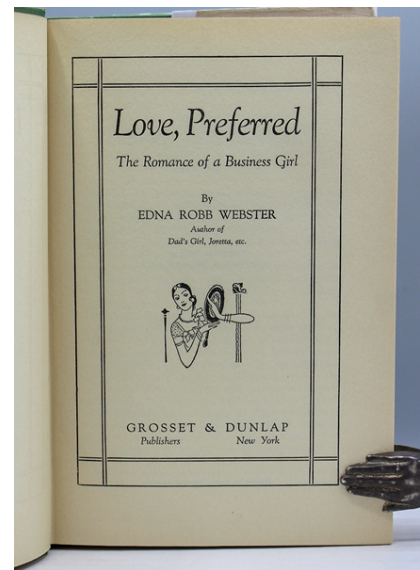 Love, Preferred
The Romance of a Business Girl
By
EDNA ROBB WEBSTER
Author of
Dad's Girl, Joretta, etc.
GROSSET & DUNLAP
Publishers New York